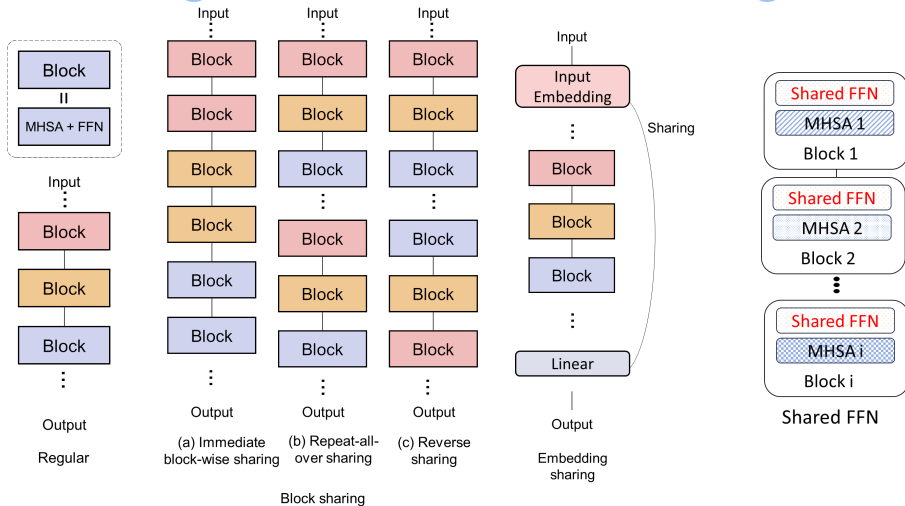 Block
=
MHSA + FFN
Input
Block
Block
Block
Output
Regular
Input
Block
Block
Block
Block
Block
Block
Output
(a) Immediate
block-wise sharing
Input
Block
Block
Block
Block
Block
Block
Output
(b) Repeat-all-
over sharing
Input
Block
Block
Block
Block
Block
Block
Output
(c) Reverse
sharing
Block sharing
Input
Input
Embedding
Sharing
Block
Block
Block
Linear
Output
Embedding
sharing
Shared FFN
MHSA 1
Block 1
Shared FFN
MHSA 2
Block 2
Shared FFN
MHSA i
Block i
Shared FFN